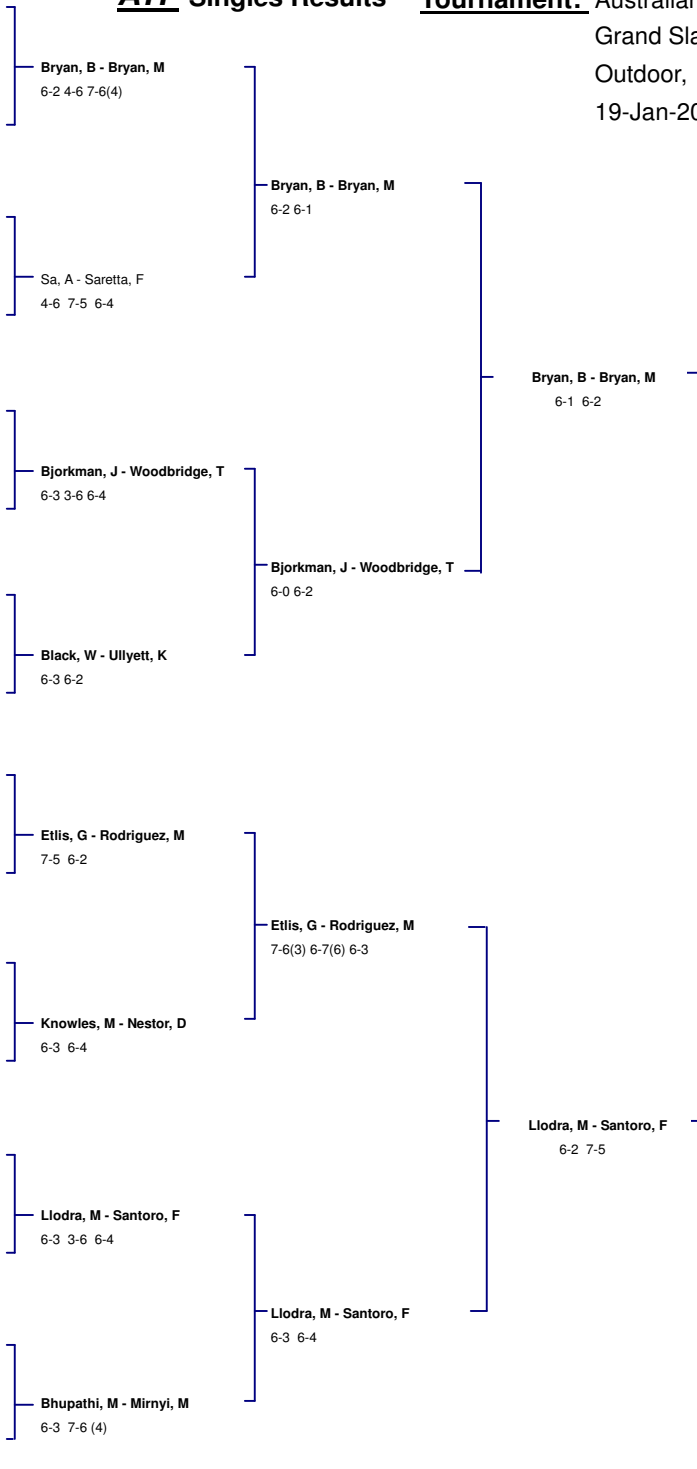 ATP Singles Results Tournament: Australian
Grand Sla
Outdoor,
19-Jan-20
Bryan, B - Bryan, M
6-2 4-6 7-6(4)
Bryan, B - Bryan, M
6-2 6-1
Sa, A - Saretta, F
4-6 7-5 6-4
Bryan, B - Bryan, M
6-1 6-2
Bjorkman, J - Woodbridge, T
6-3 3-6 6-4
Bjorkman, J - Woodbridge, T
6-0 6-2
Black, W - Ullyett, K
6-3 6-2
Etlis, G - Rodriguez, M
7-5 6-2
Etlis, G - Rodriguez, M
7-6(3) 6-7(6) 6-3
Knowles, M - Nestor, D
6-3 6-4
Llodra, M - Santoro, F
6-2 7-5
Llodra, M - Santoro, F
6-3 3-6 6-4
Llodra, M - Santoro, F
6-3 6-4
Bhupathi, M - Mirnyi, M
6-3 7-6 (4)